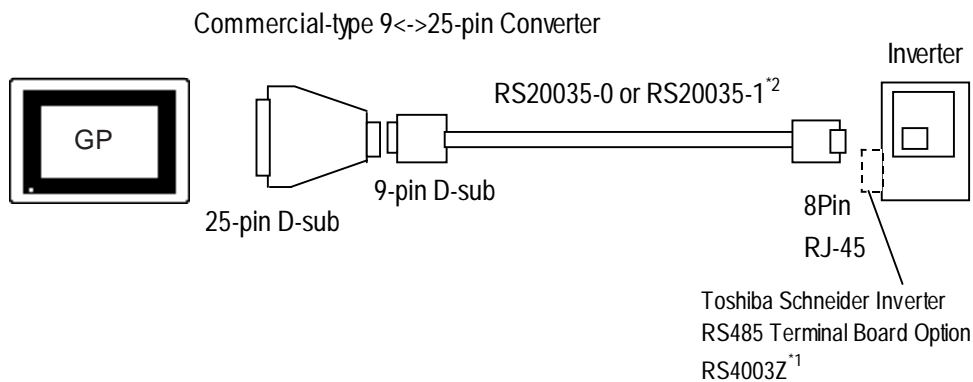 Commercial-type 9<->25-pin Converter
Inverter
RS20035-0 or RS20035-1*2
GP
9-pin D-sub
25-pin D-sub
8Pin
RJ-45
Toshiba Schneider Inverter
RS485 Terminal Board Option
RS4003Z*1